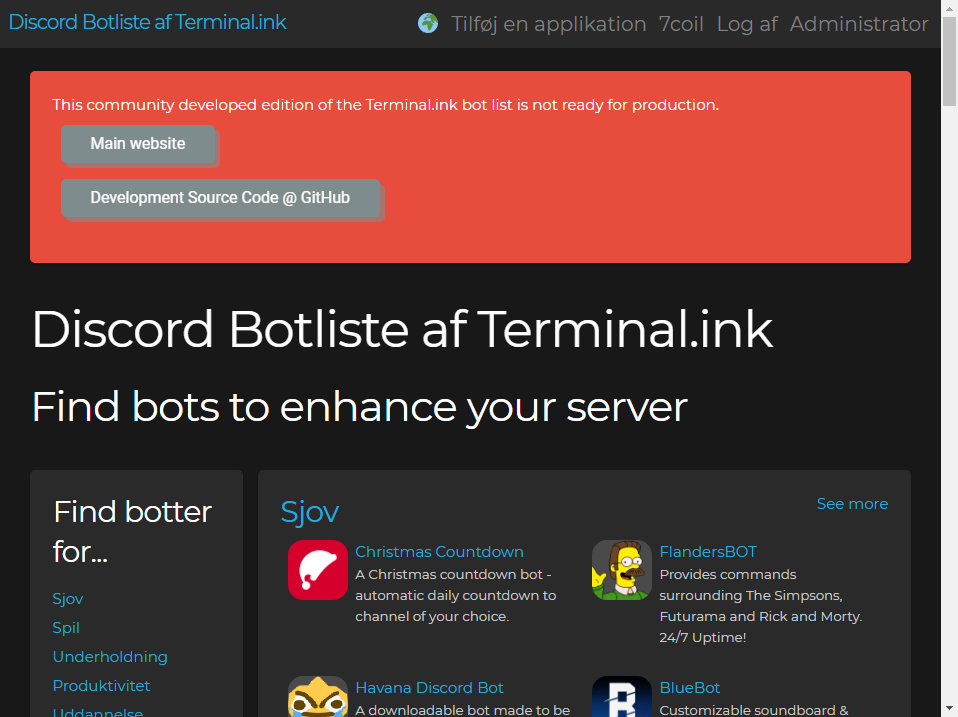 Discord Botliste af Terminal.ink
Tilføj en applikation 7coil Log af Administrator
This community developed edition of the Terminal.ink bot list is not ready for production.
Main website
Development Source Code @ GitHub
Discord Botliste af Terminal.ink
Find bots to enhance your server
Find botter
for...
Sjov
Spil
Underholdning
Produktivitet
Uddannelse
Sjov
See more
Christmas Countdown
A Christmas countdown bot -
automatic daily countdown to
channel of your choice.
FlandersBOT
Provides commands
surrounding The Simpsons,
Futurama and Rick and Morty.
24/7 Uptime!
Havana Discord Bot
A downloadable bot made to be
BlueBot
Customizable soundboard &